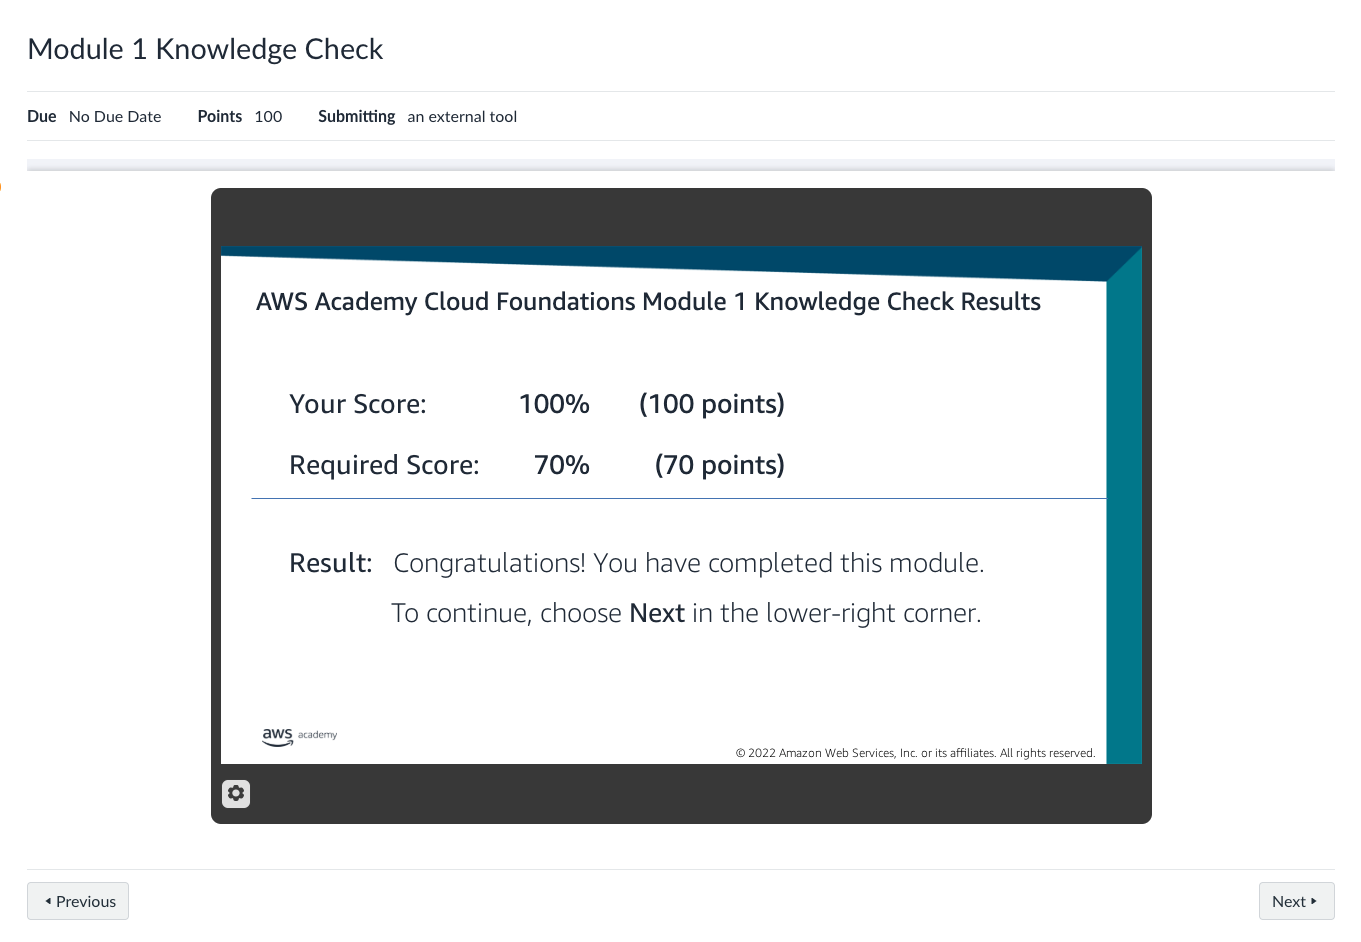 Module 1 Knowledge Check
Due No Due Date Points 100 Submitting an external tool
AWS Academy Cloud Foundations Module 1 Knowledge Check Results
Your Score: 100% (100 points)
Required Score: 70% (70 points)
Result: Congratulations! You have completed this module.
To continue, choose Next in the lower-right corner.
aws academy
© 2022 Amazon Web Services, Inc. or its affiliates. All rights reserved.
Previous
Next